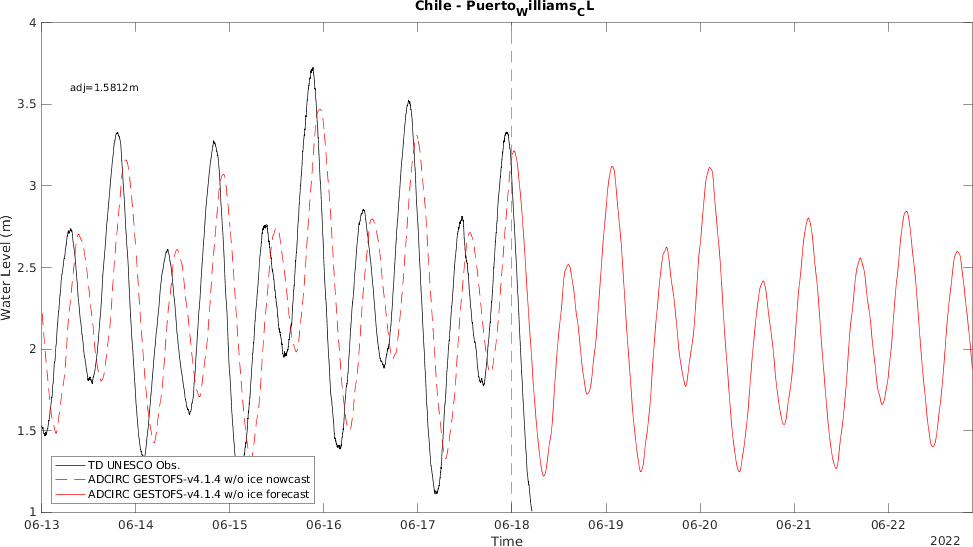 Chile - PuertoWilliamsCL
4
adj=1.5812m
3.5
3
2.5
2
1.5
1
Water Level (m)
TD UNESCO Obs.
ADCIRC GESTOFS-v4.1.4 w/o ice nowcast
ADCIRC GESTOFS-v4.1.4 w/o ice forecast
06-13 06-14 06-15 06-16 06-17 06-18 06-19 06-20 06-21 06-22
Time
2022